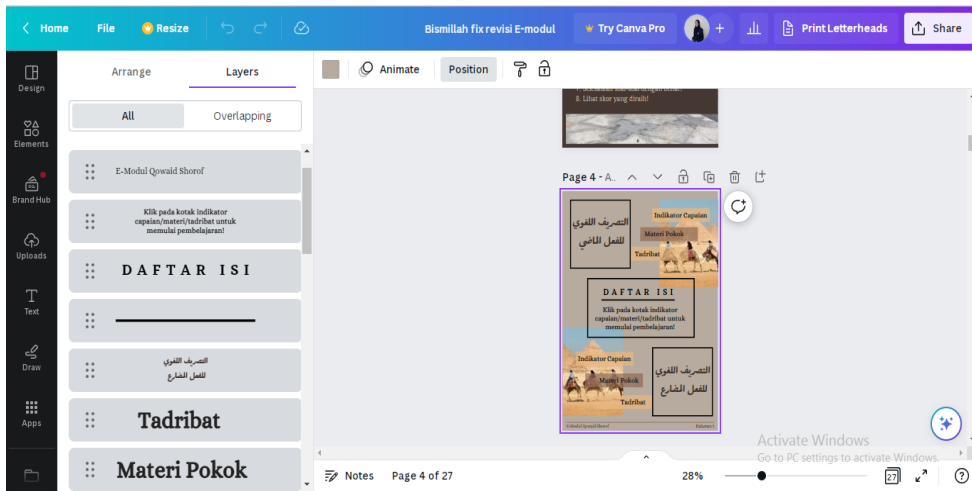 Home File Resize Bismillah fix revisi E-modul Try Canva Pro + Print Letterheads Share
Design
Elements
Brand Hub
Uploads
Text
Draw
Apps
Arrange Layers
All Overlapping
E-Modul Qowaid Shorof
Klik pada kotak indikator
capaian/materi/tadribat untuk
memulai pembelajaran!
DAFTAR ISI
التصريف اللغوي
للفعل المضارع
Tadribat
Materi Pokok
Animate Position
8. Lihat skor yang diraih!
Page 4 - A..
التصريف اللغوي
للفعل الماضي
Indikator Capaian
Materi Pokok
Tadribat
DAFTAR ISI
Klik pada kotak indikator
capaian/materi/tadribat untuk
memulai pembelajaran!
Indikator Capaian
Materi Pokok
Tadribat
التصريف اللغوي
للفعل المضارع
E-Modul Qowaid Shorof
Activate Windows
Go to PC settings to activate Windows.
Notes Page 4 of 27 28% 27